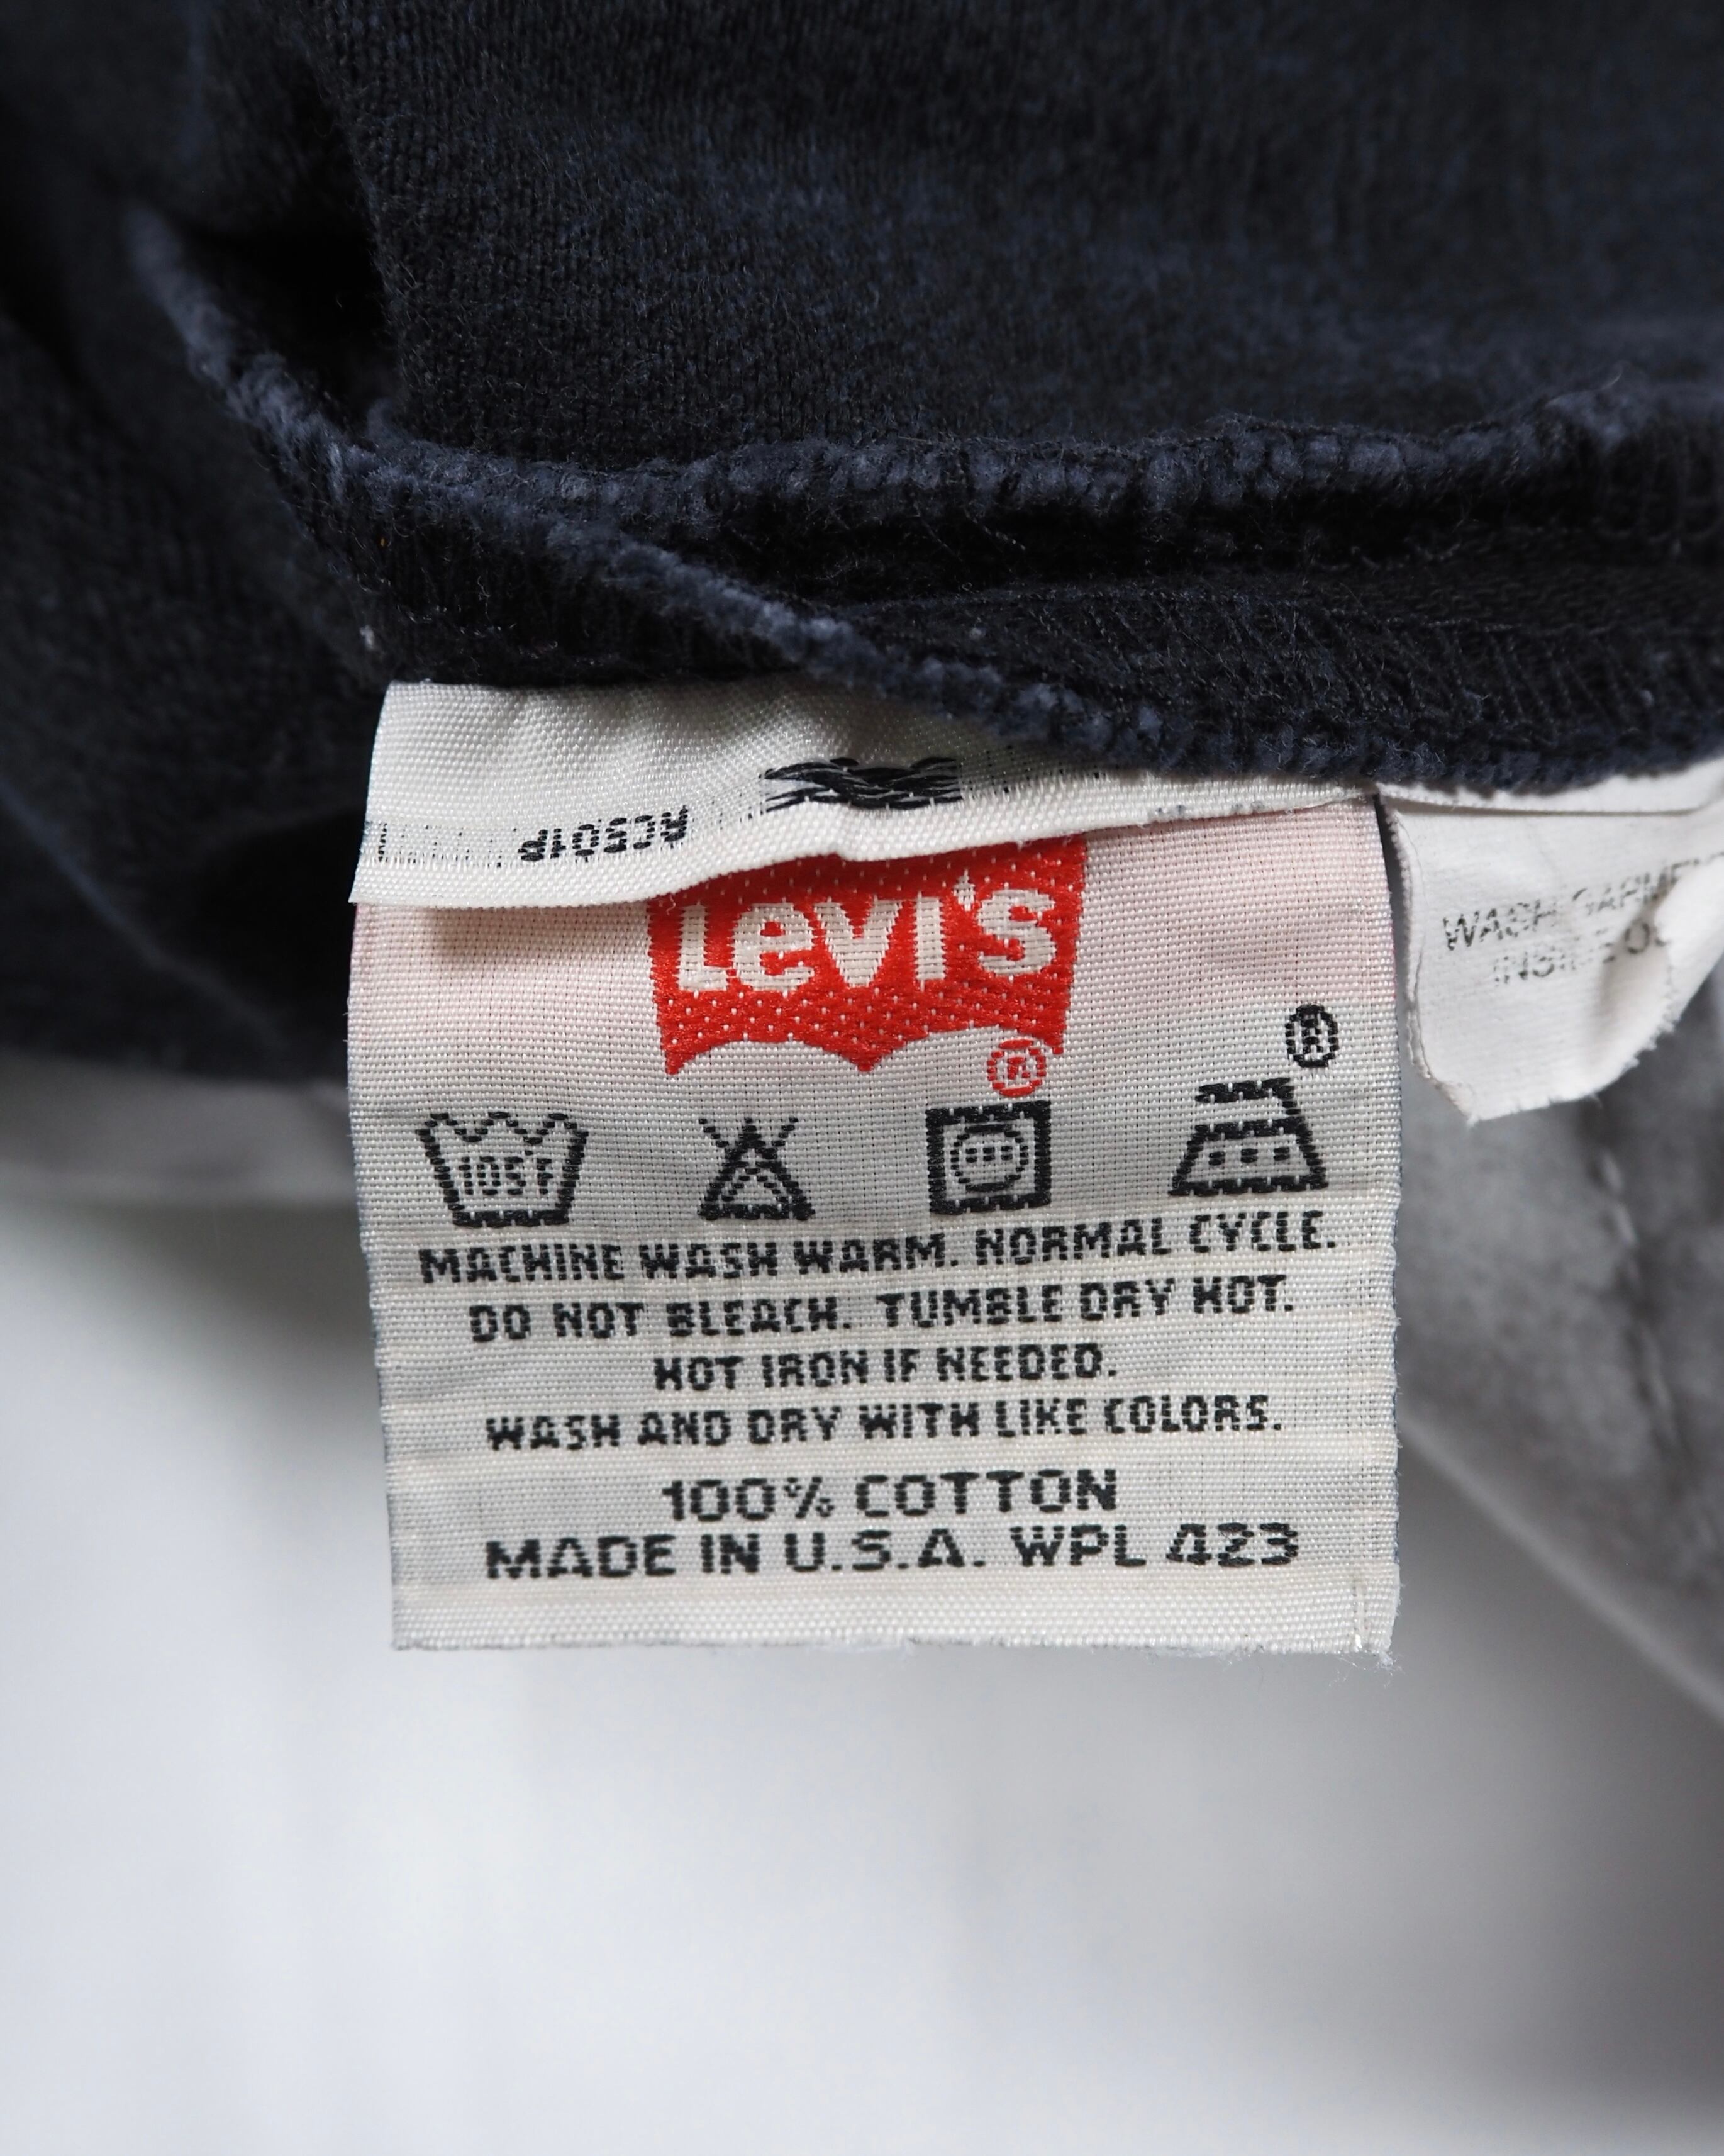 AC501P
Levi's
®
®
105°F
MACHINE WASH WARM. NORMAL CYCLE.
DO NOT BLEACH. TUMBLE DRY HOT.
HOT IRON IF NEEDED.
WASH AND DRY WITH LIKE COLORS.
100% COTTON
MADE IN U.S.A. WPL 423
WASH